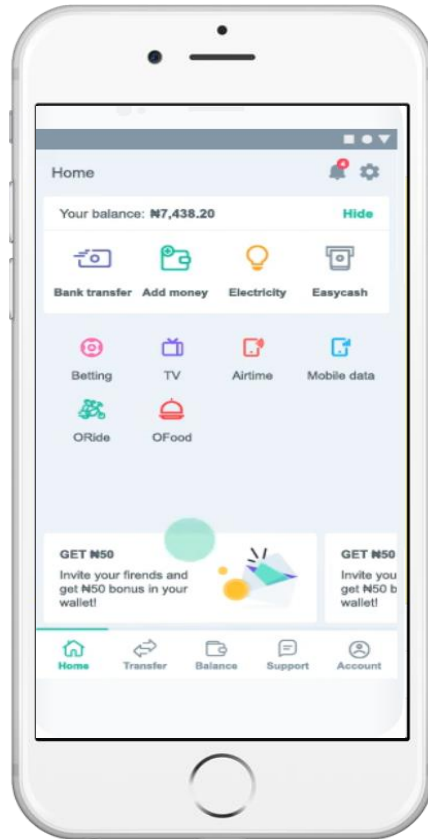 4
Home
Your balance: ₦7,438.20 Hide
Bank transfer Add money Electricity Easycash
Betting TV Airtime Mobile data
ORide OFood
GET ₦50
Invite your firends and
get ₦50 bonus in your
wallet!
GET ₦50
Invite you
get ₦50 b
wallet!
Home Transfer Balance Support Account